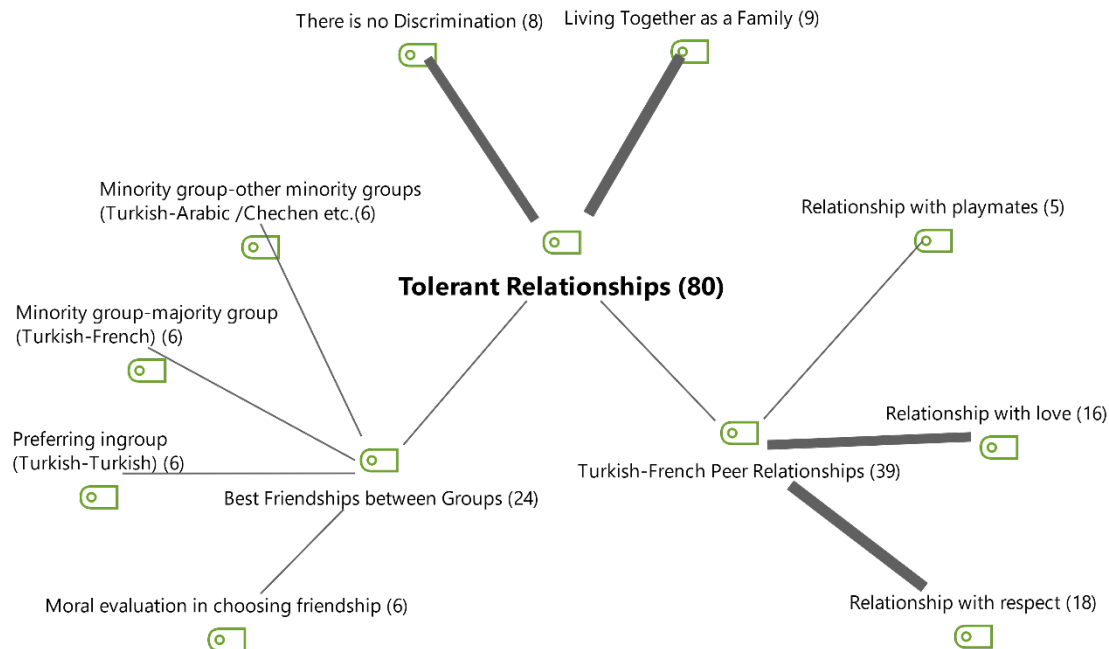 There is no Discrimination (8)
Living Together as a Family (9)
Minority group-other minority groups
(Turkish-Arabic /Chechen etc.(6)
Relationship with playmates (5)
Tolerant Relationships (80)
Minority group-majority group
(Turkish-French) (6)
Relationship with love (16)
Preferring ingroup
(Turkish-Turkish) (6)
Turkish-French Peer Relationships (39)
Best Friendships between Groups (24)
Moral evaluation in choosing friendship (6)
Relationship with respect (18)